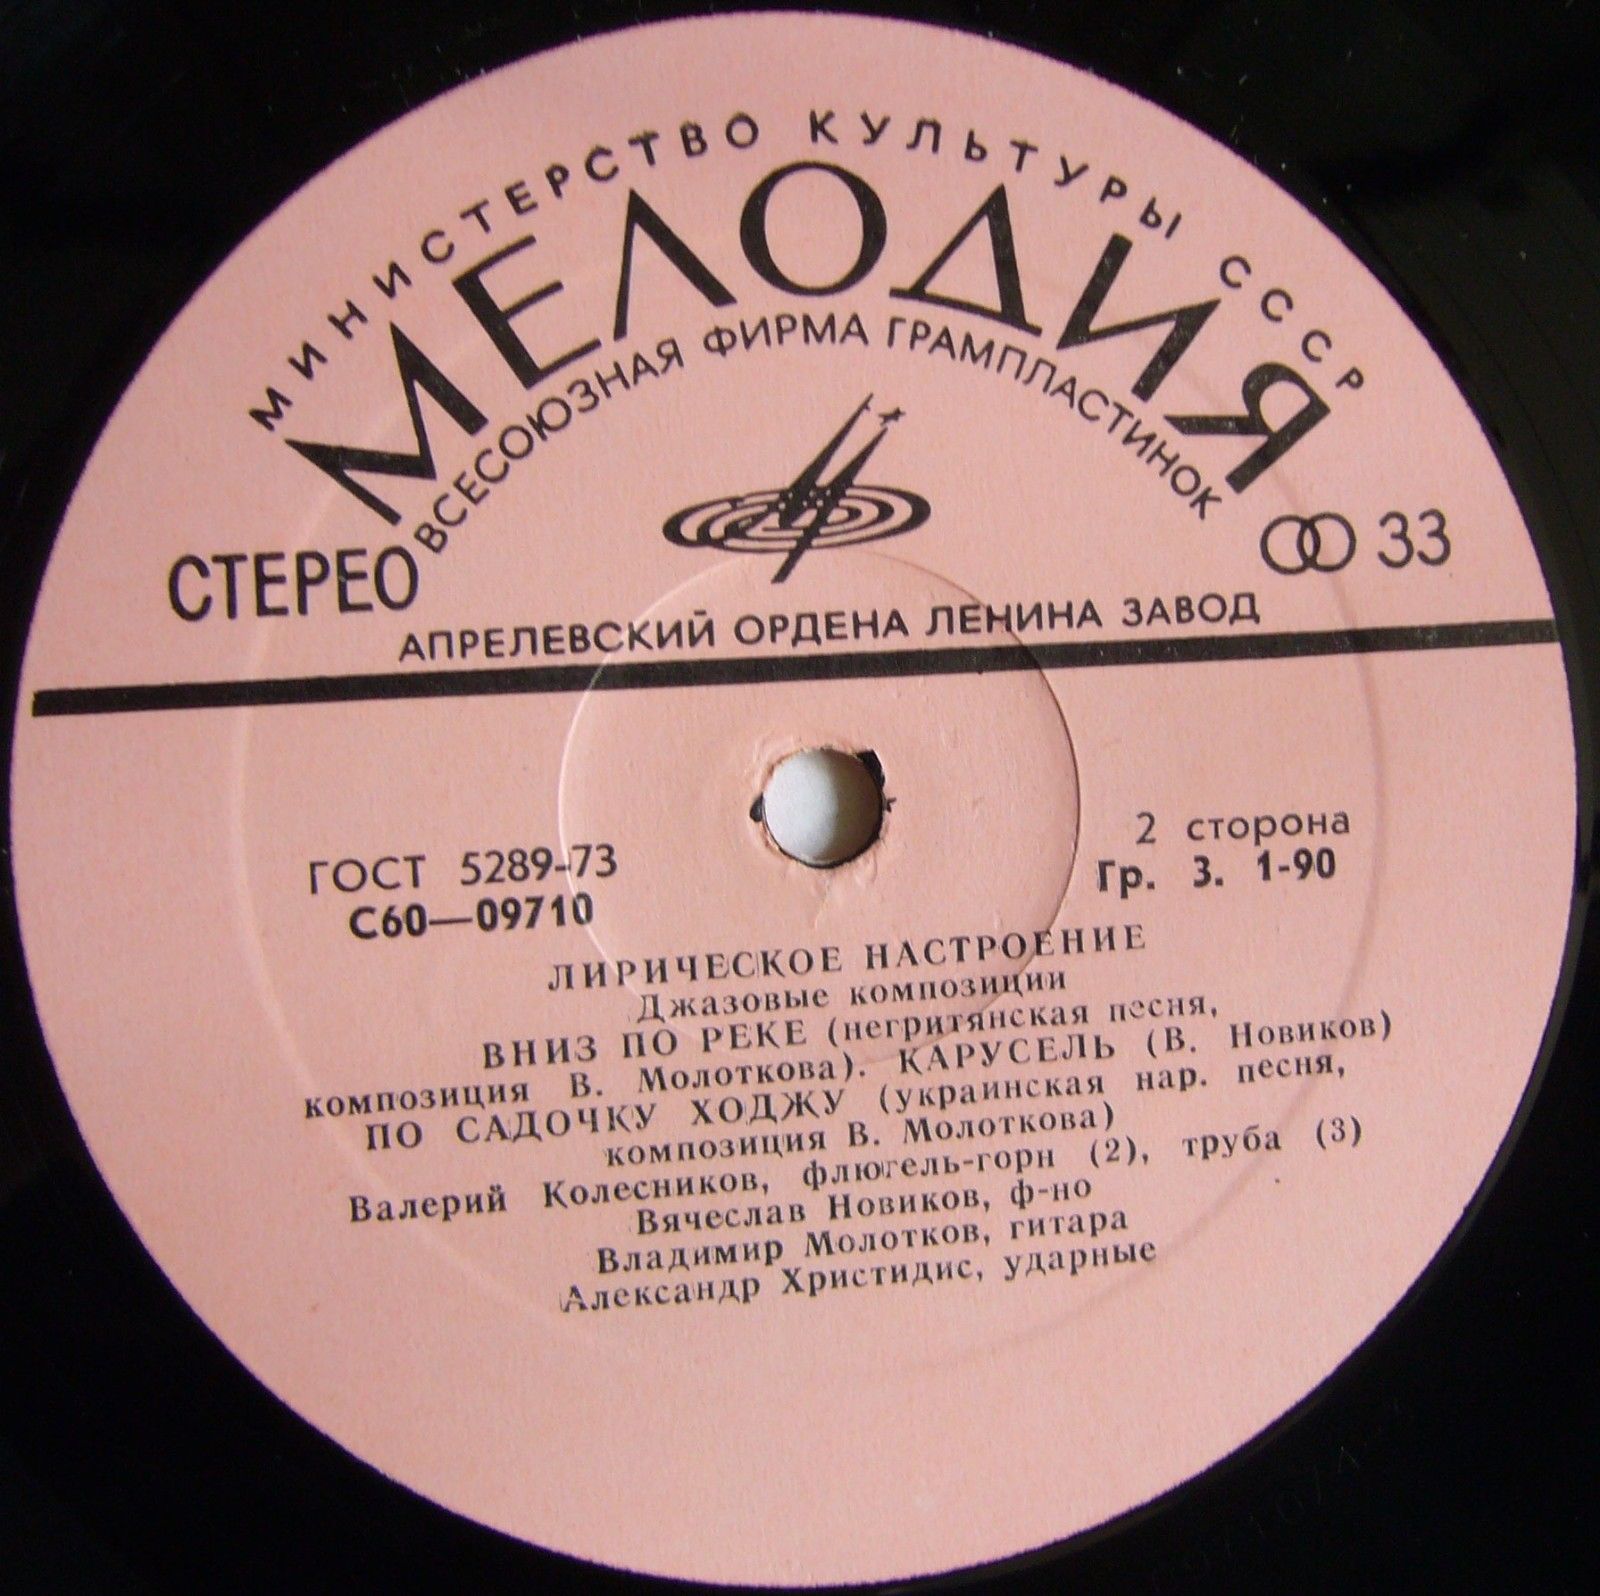 МИНИСТЕРСТВО КУЛЬТУРЫ СССР
МЕЛОДИЯ
ВСЕСОЮЗНАЯ ФИРМА ГРАМПЛАСТИНОК
СТЕРЕО
33
АПРЕЛЕВСКИЙ ОРДЕНА ЛЕНИНА ЗАВОД
ГОСТ 5289-73
С60—09710
2 сторона
Гр. 3. 1-90
ЛИРИЧЕСКОЕ НАСТРОЕНИЕ
Джазовые композиции
ВНИЗ ПО РЕКЕ (негритянская песня,
композиция В. Молоткова). КАРУСЕЛЬ (В. Новиков)
ПО САДОЧКУ ХОДЖУ (украинская нар. песня,
композиция В. Молоткова)
Валерий Колесников, флюгель-горн (2), труба (3)
Вячеслав Новиков, ф-но
Владимир Молотков, гитара
Александр Христидис, ударные